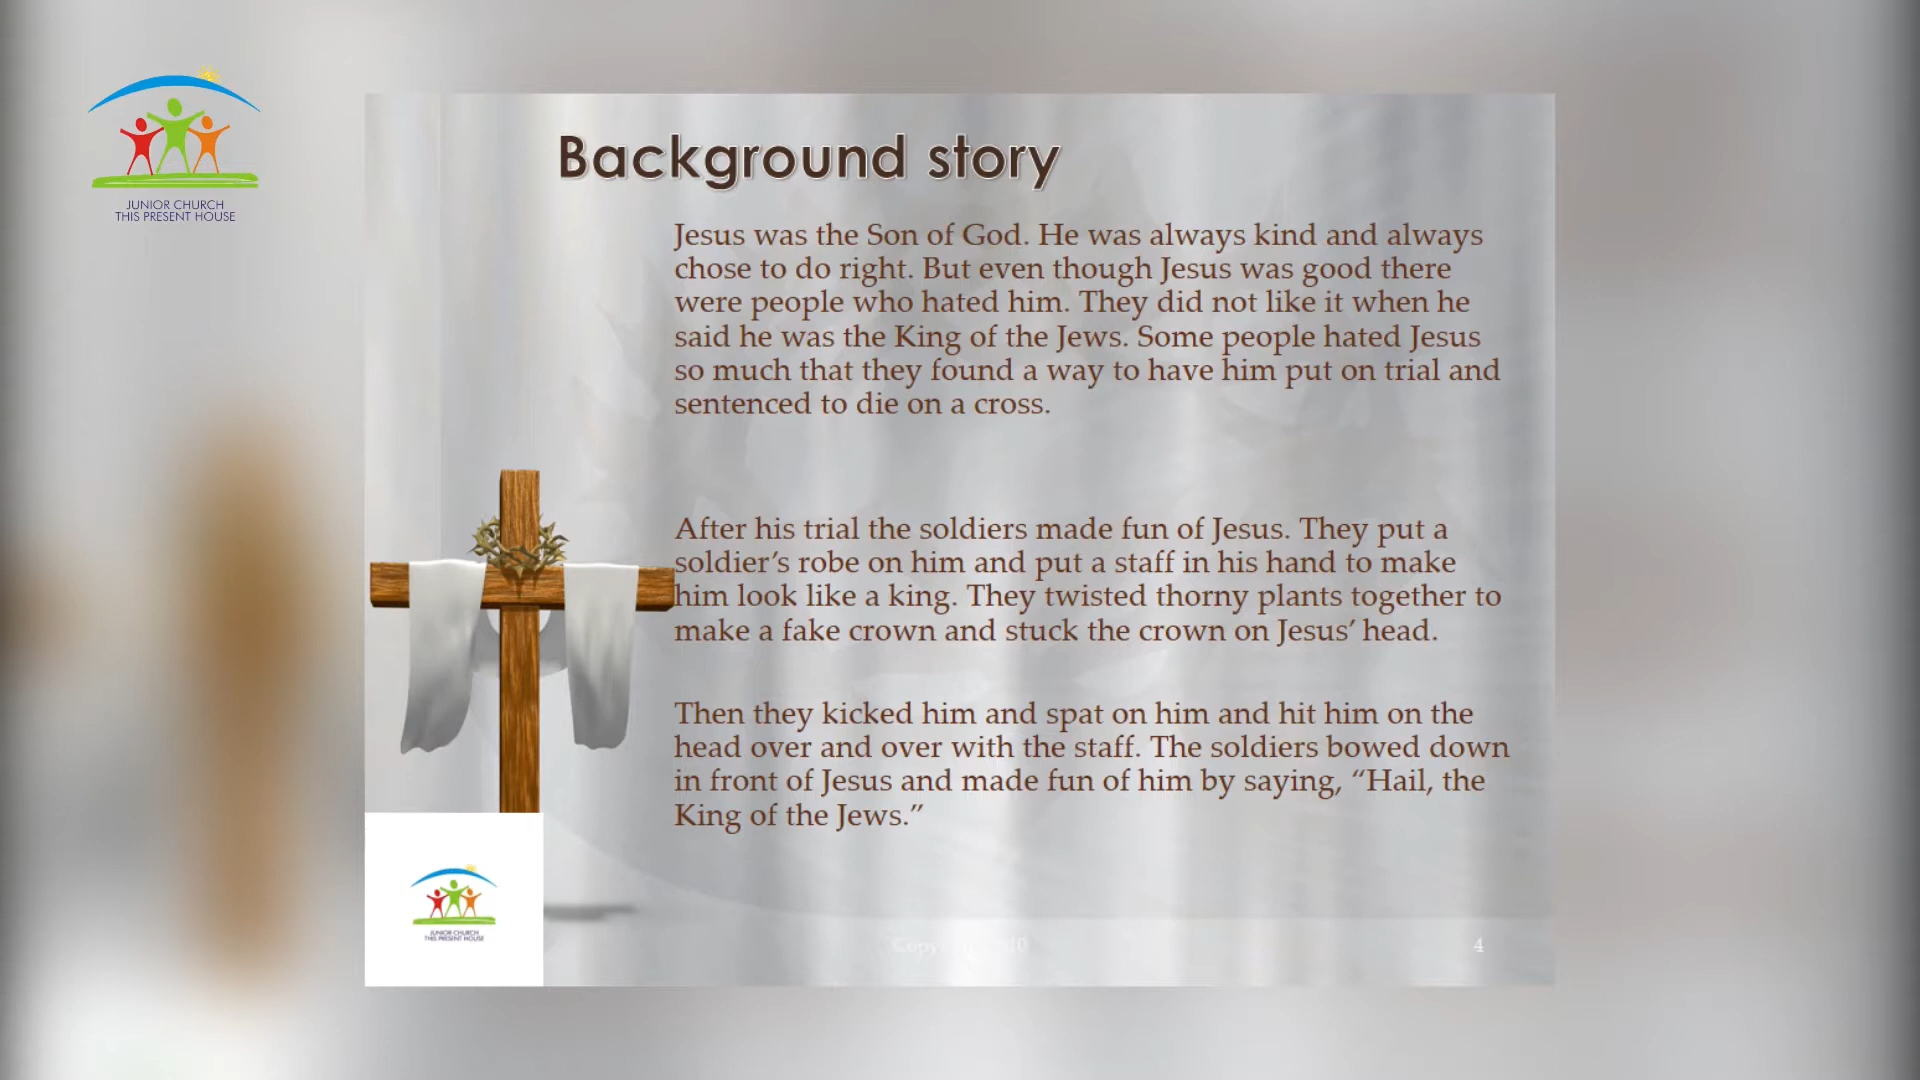 JUNIOR CHURCH
THIS PRESENT HOUSE
Background story
Jesus was the Son of God. He was always kind and always
chose to do right. But even though Jesus was good there
were people who hated him. They did not like it when he
said he was the King of the Jews. Some people hated Jesus
so much that they found a way to have him put on trial and
sentenced to die on a cross.
After his trial the soldiers made fun of Jesus. They put a
soldier’s robe on him and put a staff in his hand to make
him look like a king. They twisted thorny plants together to
make a fake crown and stuck the crown on Jesus’ head.
Then they kicked him and spat on him and hit him on the
head over and over with the staff. The soldiers bowed down
in front of Jesus and made fun of him by saying, “Hail, the
King of the Jews.”
JUNIOR CHURCH
THIS PRESENT HOUSE
4